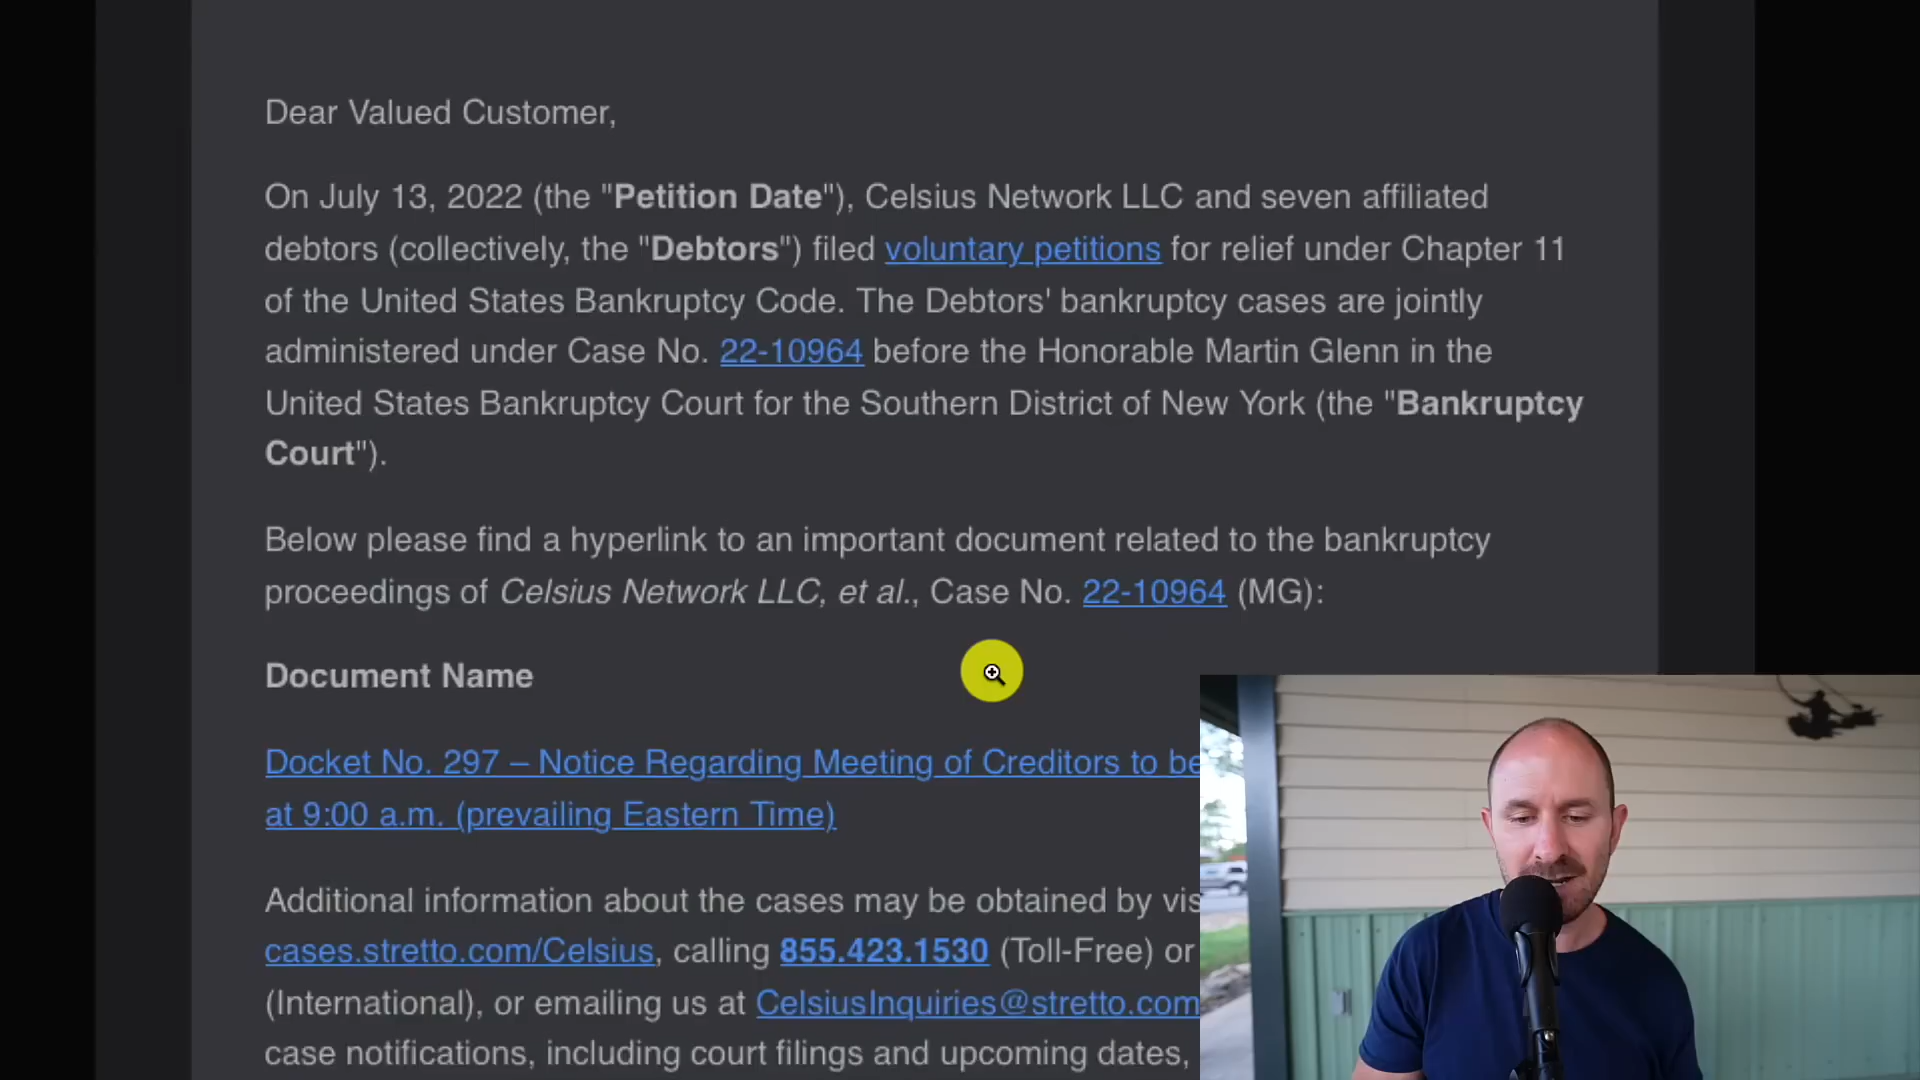 Dear Valued Customer,
On July 13, 2022 (the "Petition Date"), Celsius Network LLC and seven affiliated
debtors (collectively, the "Debtors") filed voluntary petitions for relief under Chapter 11
of the United States Bankruptcy Code. The Debtors' bankruptcy cases are jointly
administered under Case No. 22-10964 before the Honorable Martin Glenn in the
United States Bankruptcy Court for the Southern District of New York (the "Bankruptcy
Court").
Below please find a hyperlink to an important document related to the bankruptcy
proceedings of Celsius Network LLC, et al., Case No. 22-10964 (MG):
Document Name
Docket No. 297 – Notice Regarding Meeting of Creditors to be
at 9:00 a.m. (prevailing Eastern Time)
Additional information about the cases may be obtained by vis
cases.stretto.com/Celsius, calling 855.423.1530 (Toll-Free) or
(International), or emailing us at CelsiusInquiries@stretto.com
case notifications, including court filings and upcoming dates,